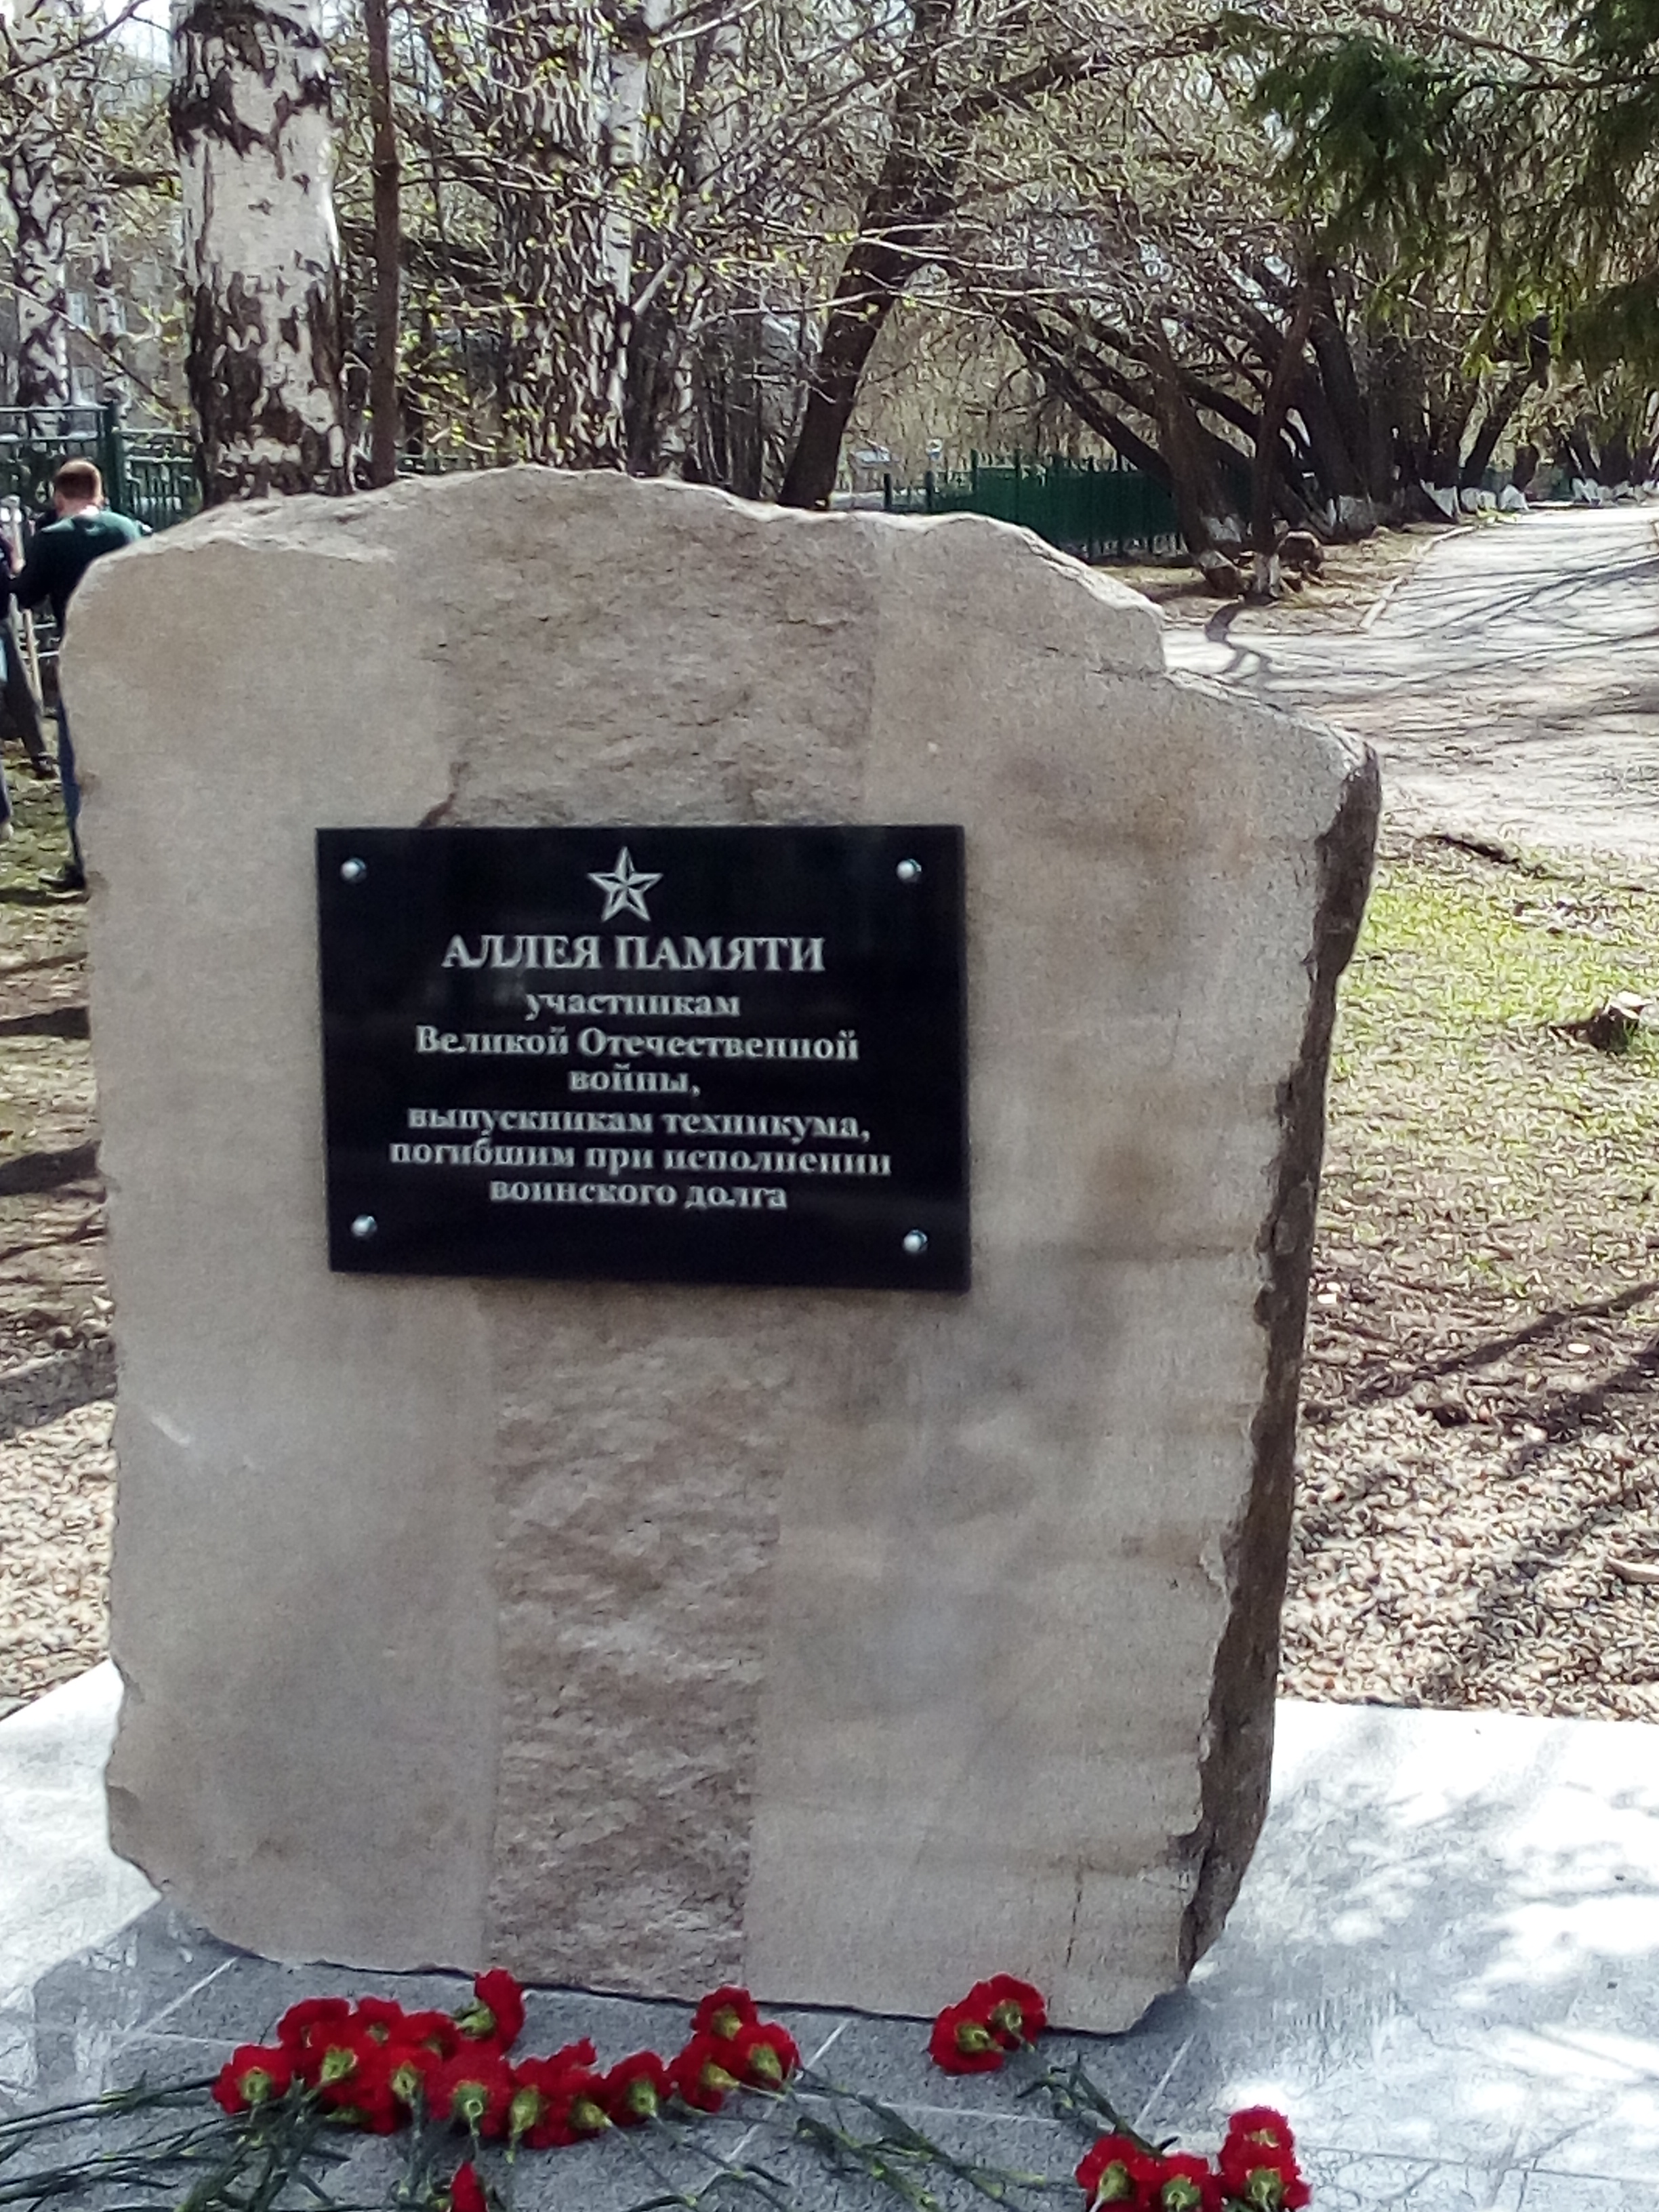 АЛЛЕЯ ПАМЯТИ
участникам
Великой Отечественной
войны,
выпускникам техникума,
погибшим при исполнении
воинского долга